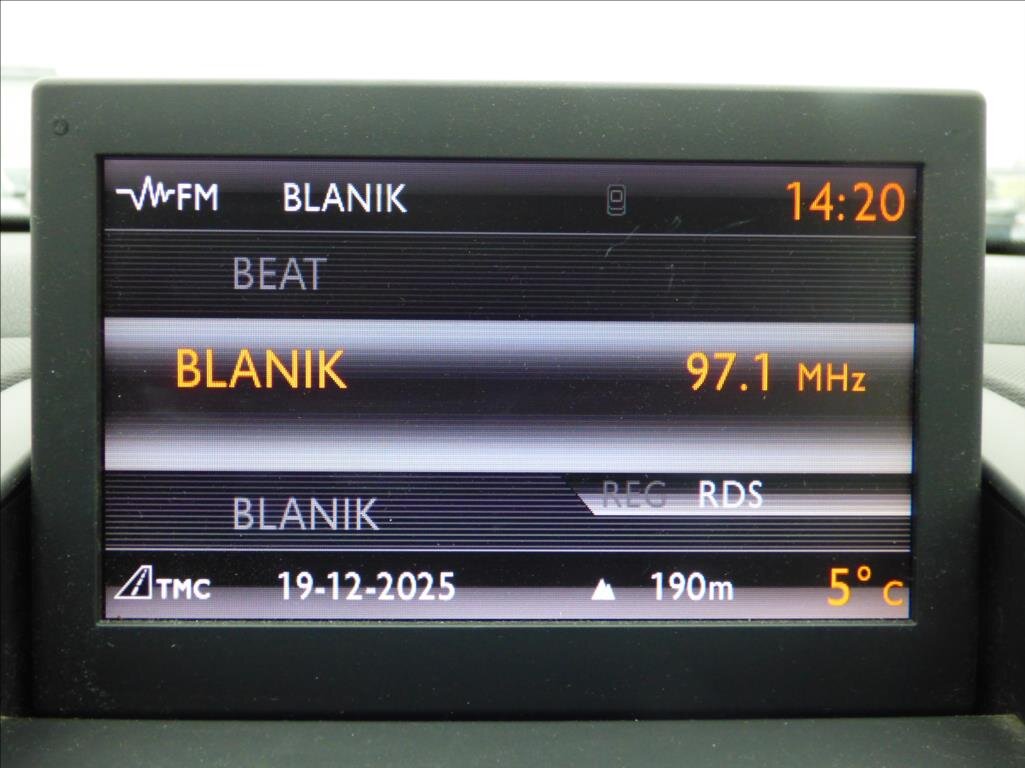 FM BLANIK 14:20
BEAT
BLANIK 97.1 MHz
REG RDS
BLANIK
TMC 19-12-2025 190m 5° C